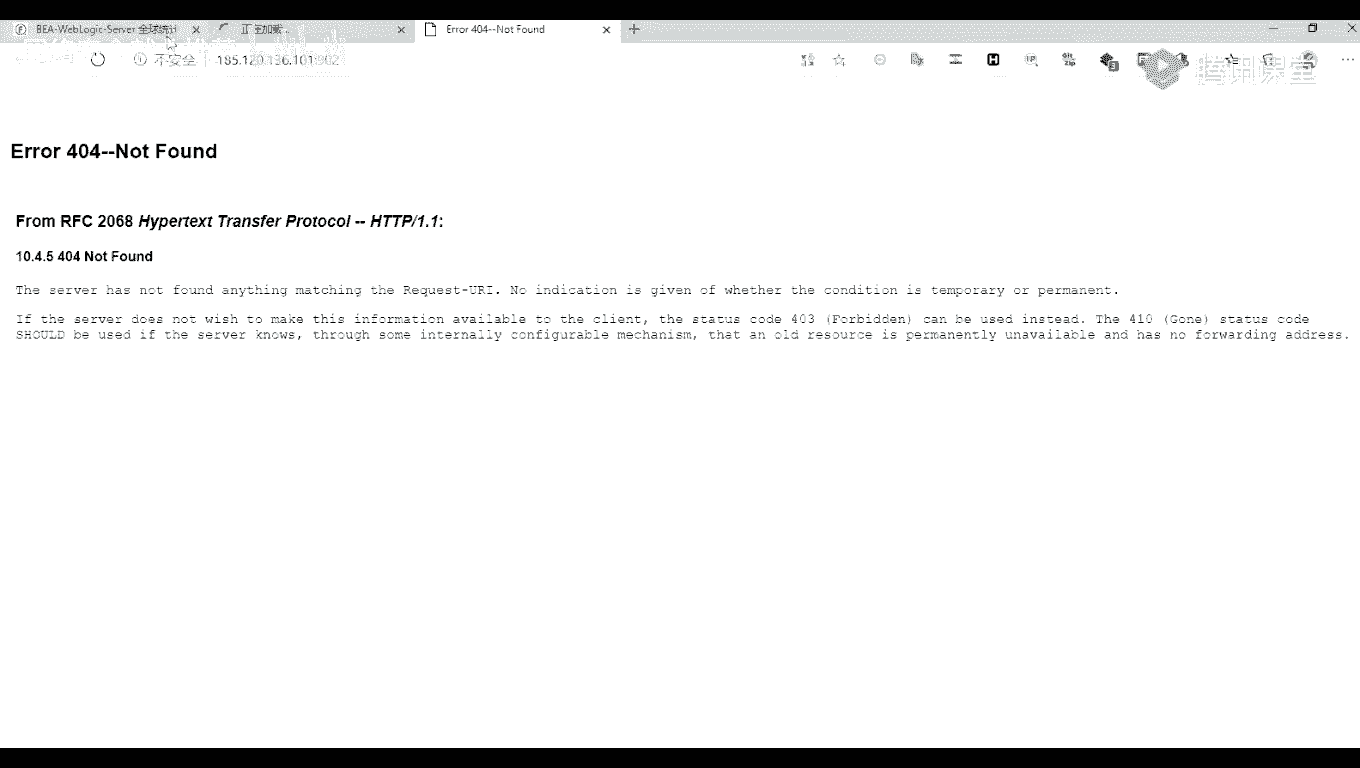 BEA-WebLogic-Server 全球统计
正在加载
Error 404--Not Found
不安全
185.120.136.101:902
腾讯课堂
Error 404--Not Found
From RFC 2068 Hypertext Transfer Protocol -- HTTP/1.1:
10.4.5 404 Not Found
The server has not found anything matching the Request-URI. No indication is given of whether the condition is temporary or permanent.
If the server does not wish to make this information available to the client, the status code 403 (Forbidden) can be used instead. The 410 (Gone) status code
SHOULD be used if the server knows, through some internally configurable mechanism, that an old resource is permanently unavailable and has no forwarding address.